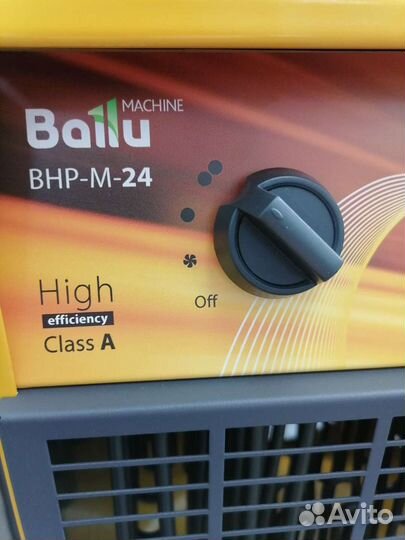 MACHINE
Ballu
BHP-M-24
High
efficiency
Class A
Off
Avito